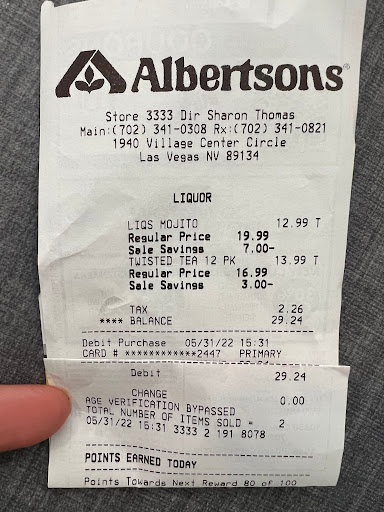 Albertsons®
Store 3333 Dir Sharon Thomas
Main:(702) 341-0308 Rx:(702) 341-0821
1940 Village Center Circle
Las Vegas NV 89134
LIQUOR
LIQS MOJITO 12.99 T
Regular Price 19.99
Sale Savings 7.00-
TWISTED TEA 12 PK 13.99 T
Regular Price 16.99
Sale Savings 3.00-
TAX 2.26
**** BALANCE 29.24
Debit Purchase 05/31/22 15:31
CARD # ************2447 PRIMARY
Debit 29.24
CHANGE 0.00
AGE VERIFICATION BYPASSED
TOTAL NUMBER OF ITEMS SOLD = 2
05/31/22 15:31 3333 2 191 8078
POINTS EARNED TODAY
Points Towards Next Reward 80 of 100